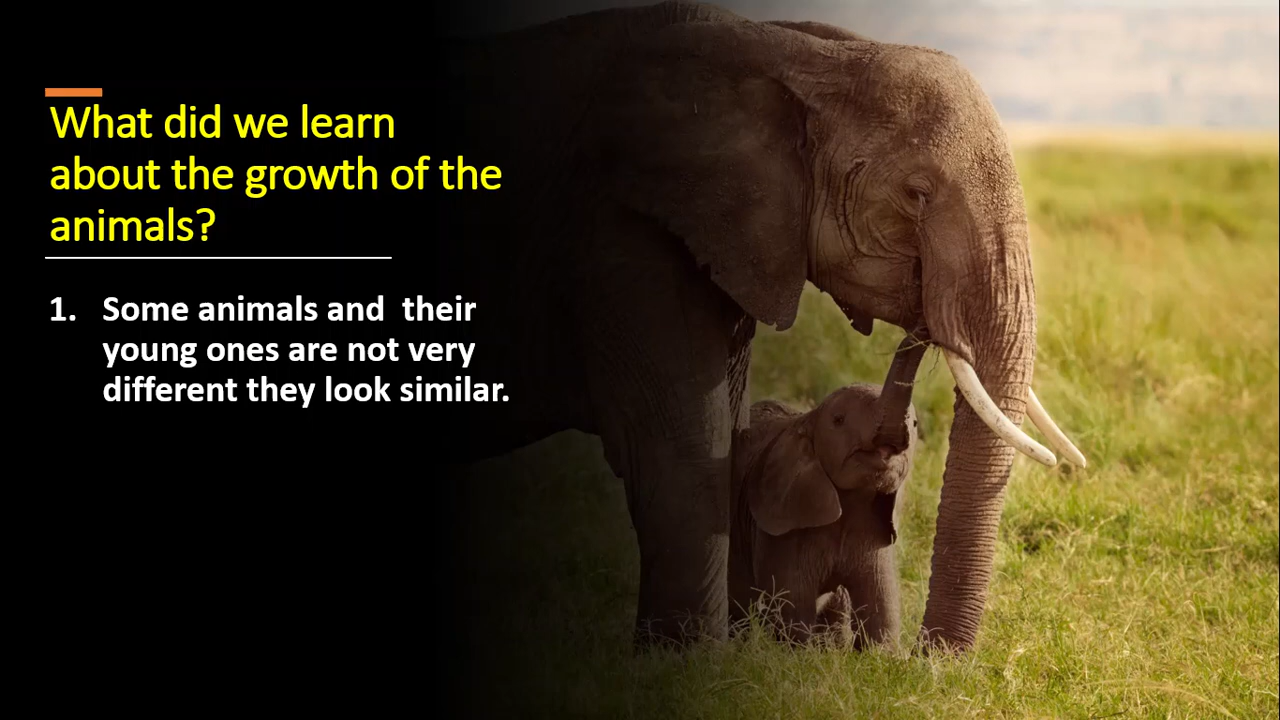 What did we learn
about the growth of the
animals?
1. Some animals and  their
young ones are not very
different they look similar.